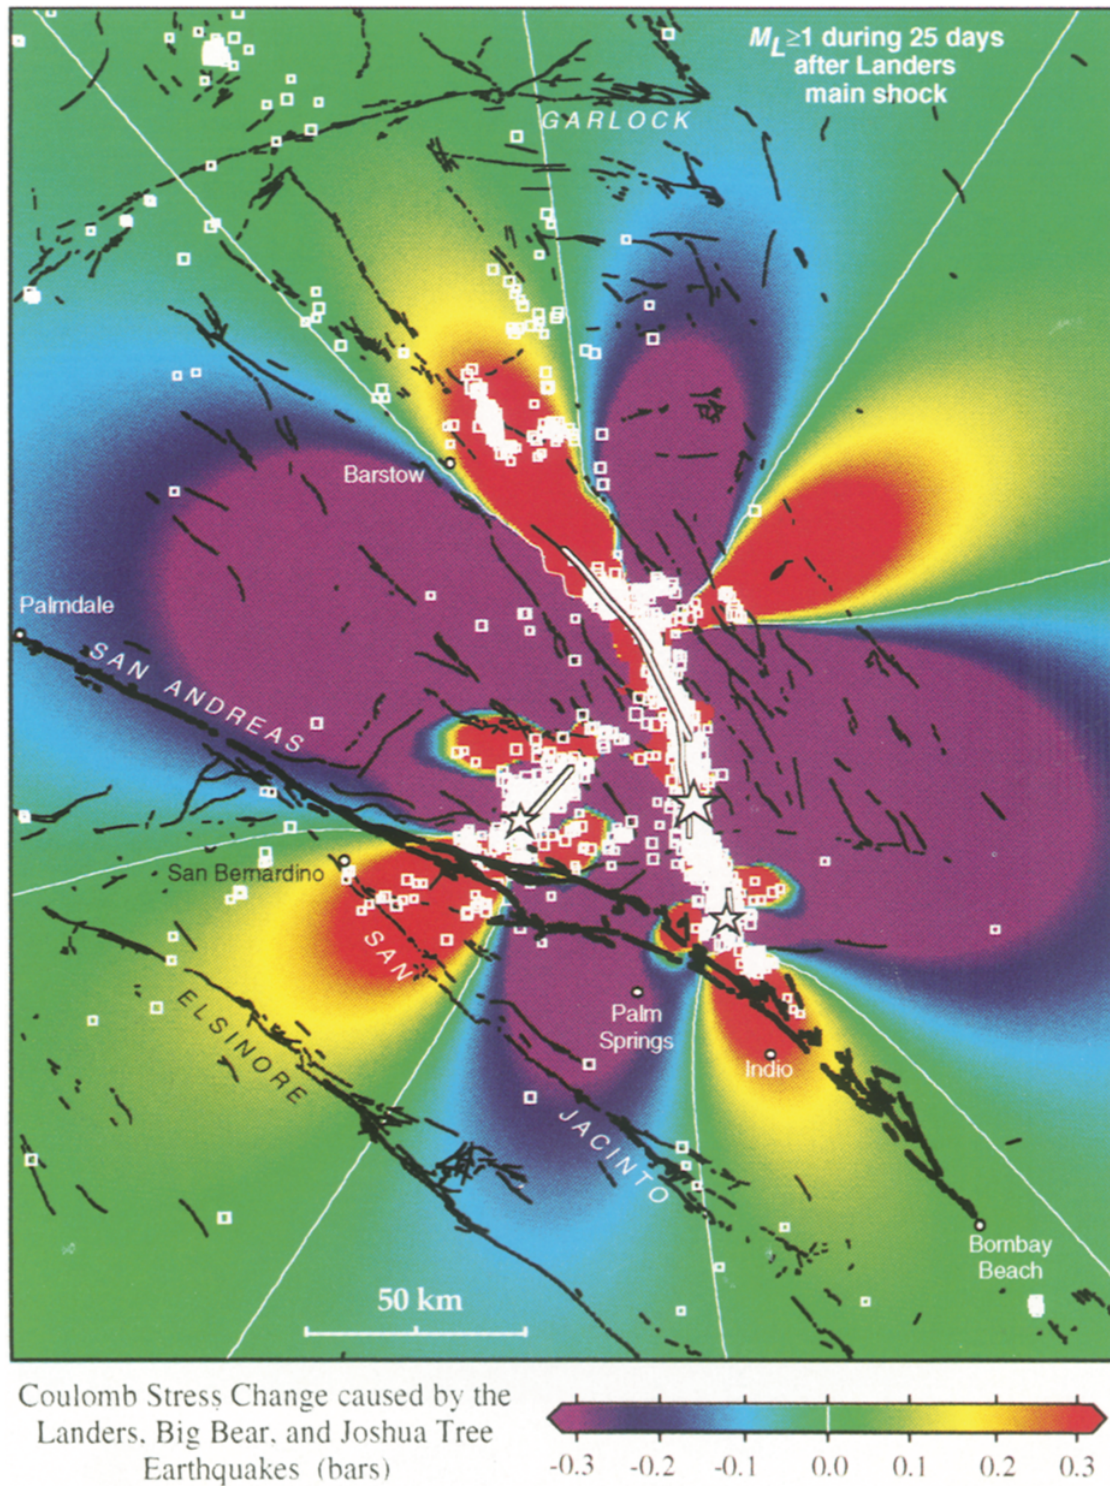 M_L≥1 during 25 days
after Landers
main shock
GARLOCK
Barstow
Palmdale
SAN ANDREAS
San Bernardino
SAN
ELSINORE
Palm
Springs
Indio
JACINTO
Bombay
Beach
50 km
Coulomb Stress Change caused by the
Landers, Big Bear, and Joshua Tree
Earthquakes (bars)
-0.3 -0.2 -0.1 0.0 0.1 0.2 0.3